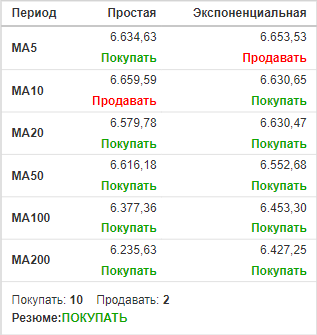 Период Простая Экспоненциальная
MA5 6.634,63 6.653,53
Покупать Продавать
MA10 6.659,59 6.630,65
Продавать Покупать
MA20 6.579,78 6.630,47
Покупать Покупать
MA50 6.616,18 6.552,68
Покупать Покупать
MA100 6.377,36 6.453,30
Покупать Покупать
MA200 6.235,63 6.427,25
Покупать Покупать
Покупать: 10 Продавать: 2
Резюме:ПОКУПАТЬ